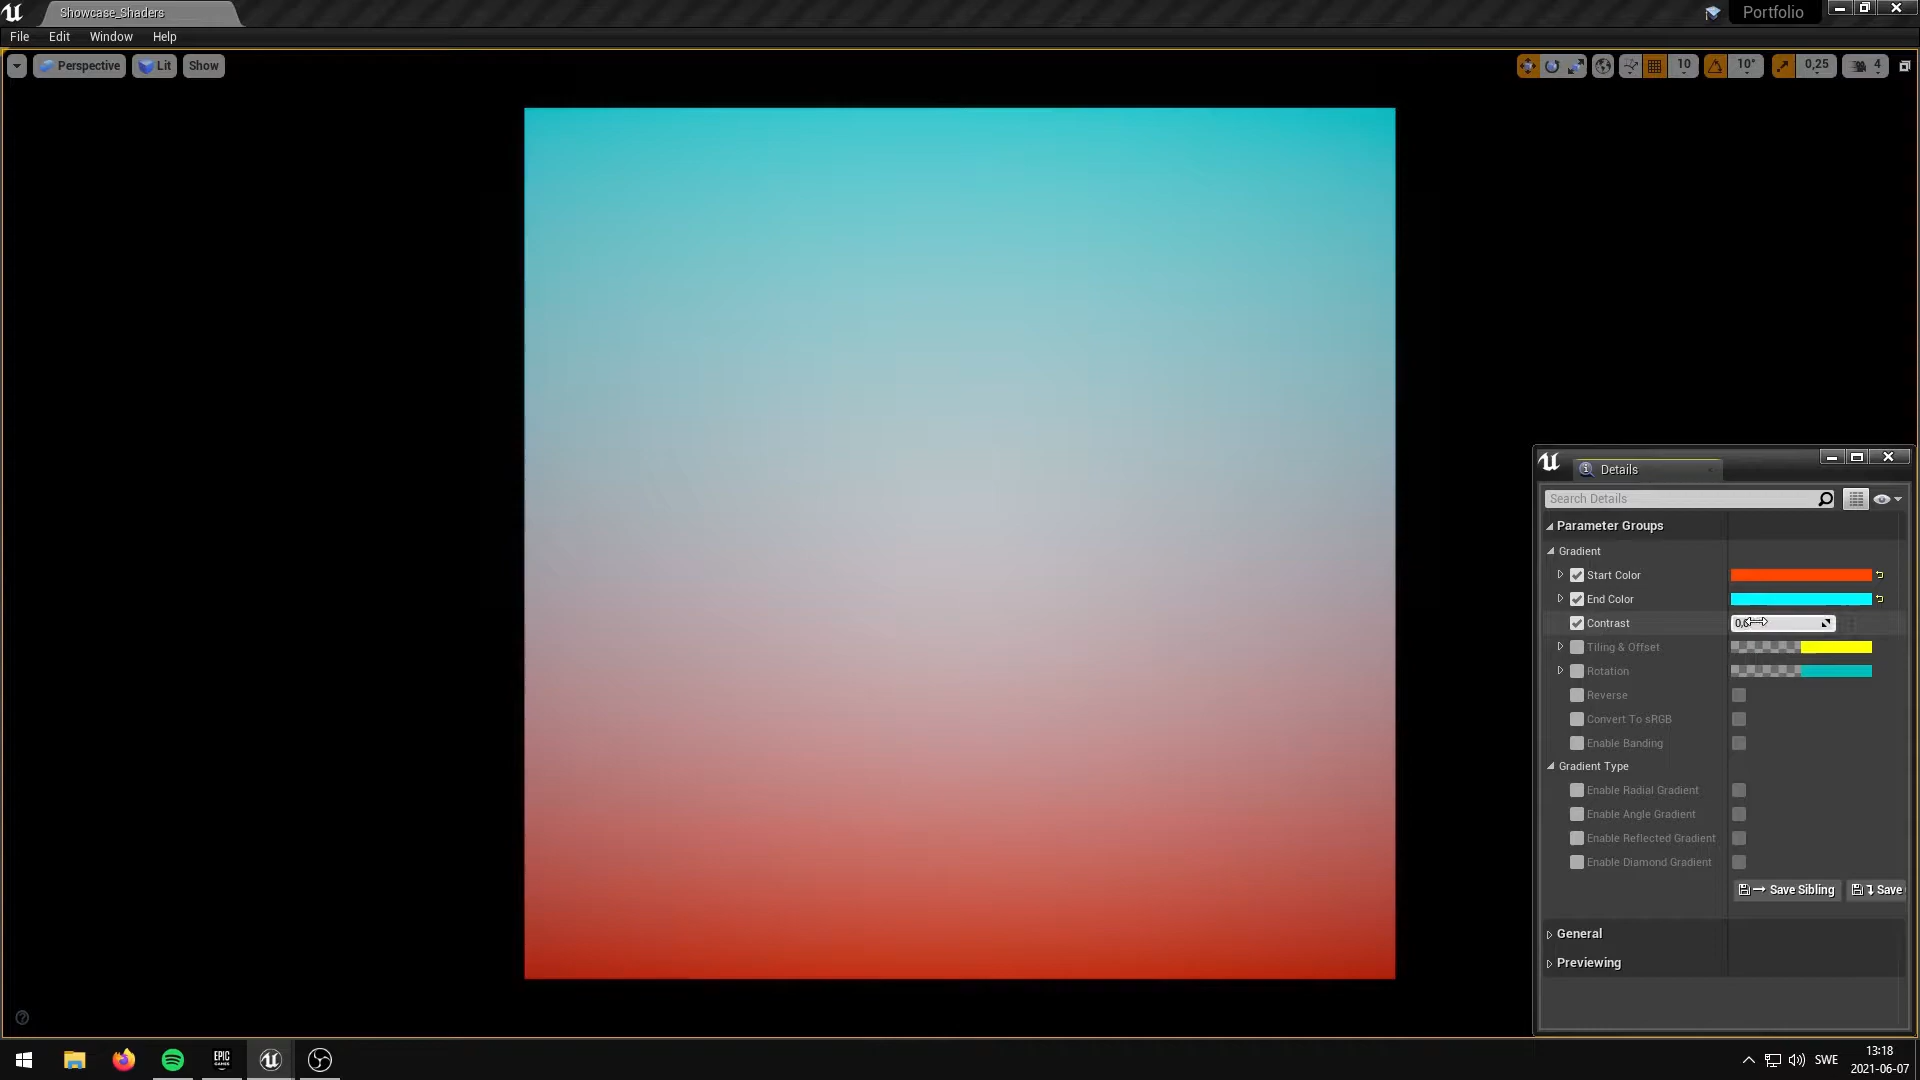 Showcase_Shaders
Portfolio
File Edit Window Help
Perspective Lit Show
10 10° 0,25 4
Details
Search Details
Parameter Groups
Gradient
Start Color
End Color
Contrast
Tiling & Offset
Rotation
Reverse
Convert To sRGB
Enable Banding
Gradient Type
Enable Radial Gradient
Enable Angle Gradient
Enable Reflected Gradient
Enable Diamond Gradient
Save Sibling Save
General
Previewing
EPIC GAMES
SWE
13:18
2021-06-07